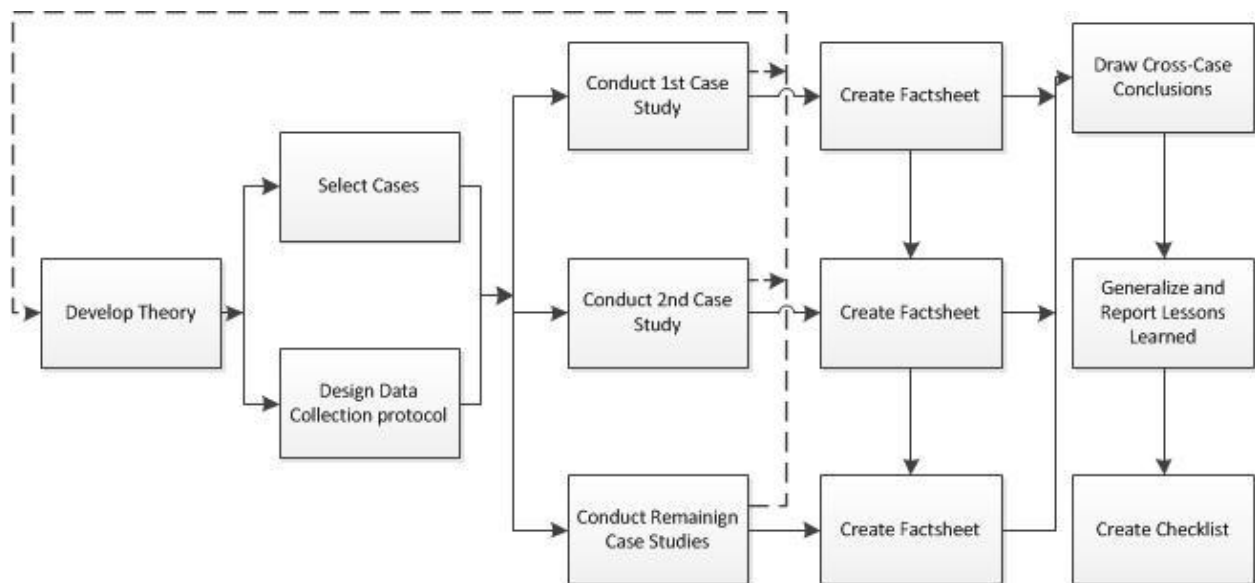 Develop Theory
Select Cases
Design Data
Collection protocol
Conduct 1st Case
Study
Conduct 2nd Case
Study
Conduct Remainign
Case Studies
Create Factsheet
Create Factsheet
Create Factsheet
Draw Cross-Case
Conclusions
Generalize and
Report Lessons
Learned
Create Checklist